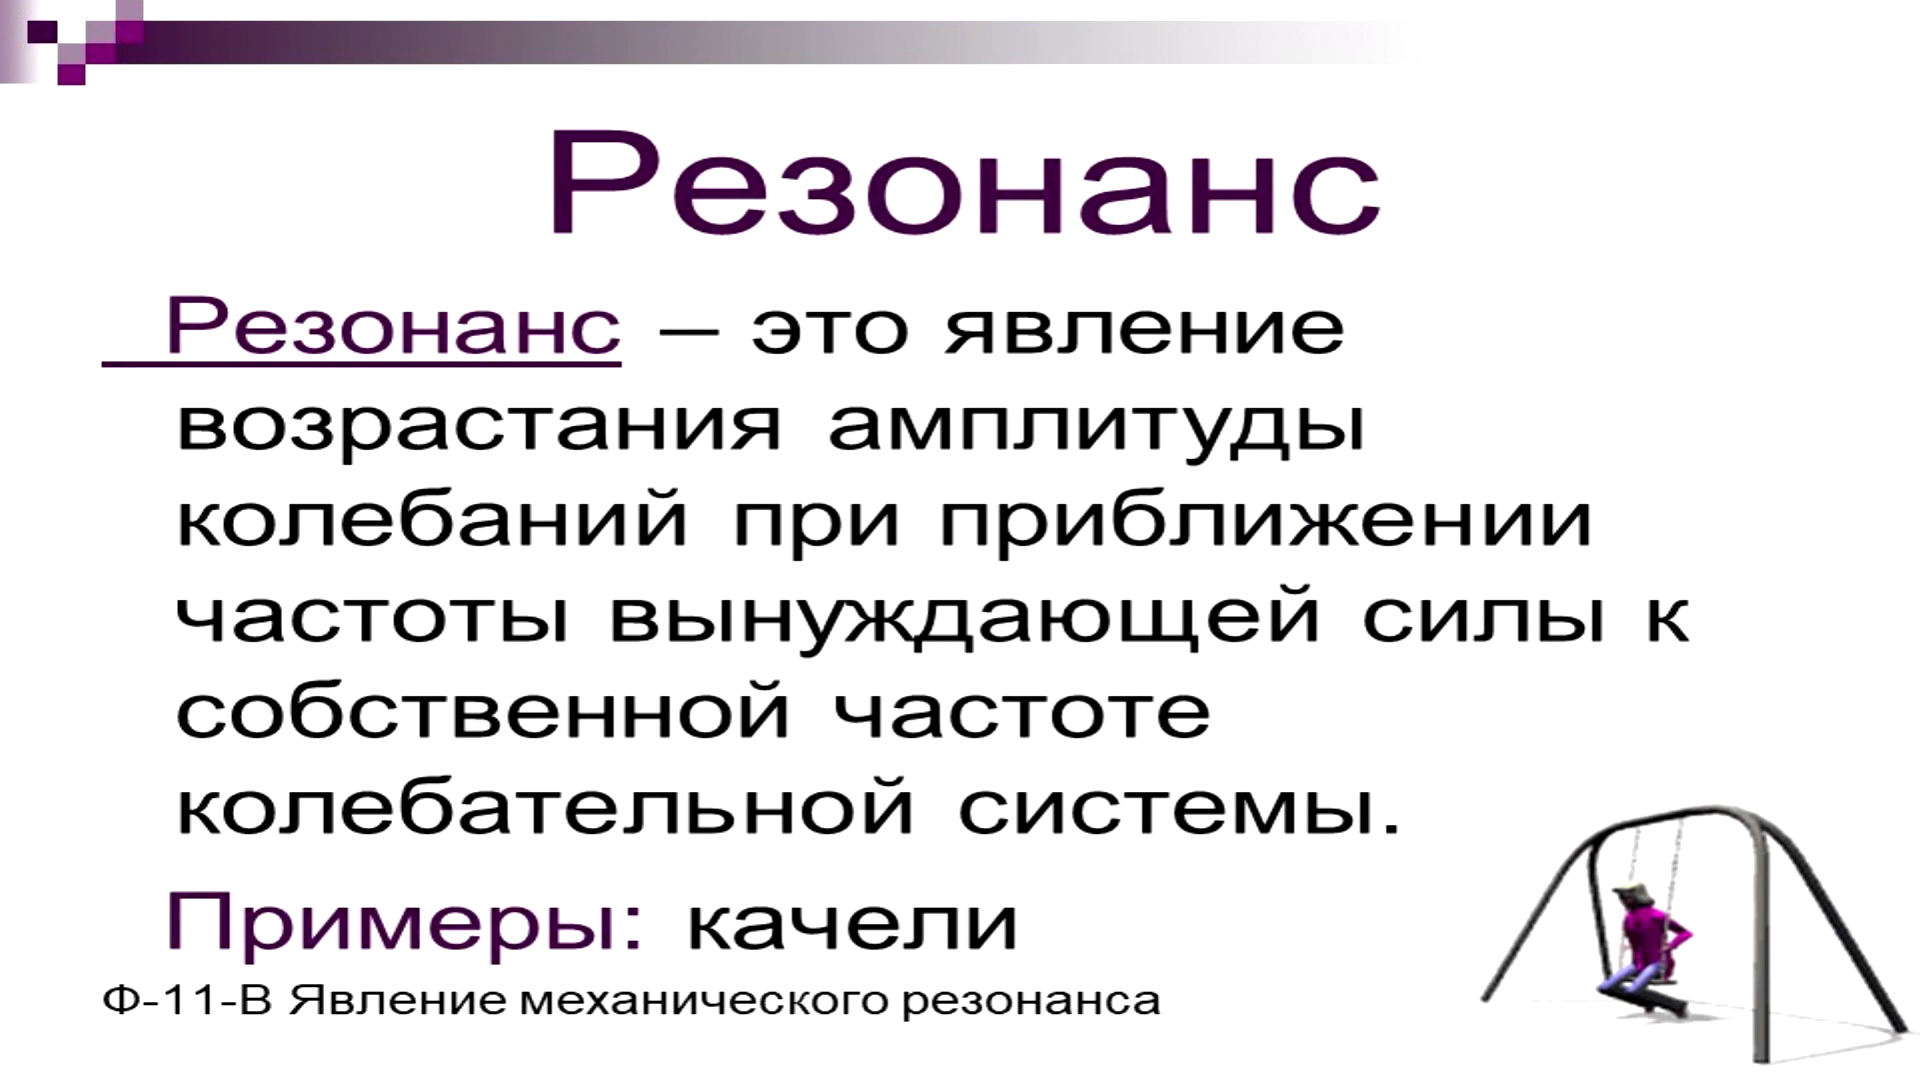 Резонанс
Резонанс – это явление
возрастания амплитуды
колебаний при приближении
частоты вынуждающей силы к
собственной частоте
колебательной системы.
Примеры: качели
Ф-11-В Явление механического резонанса